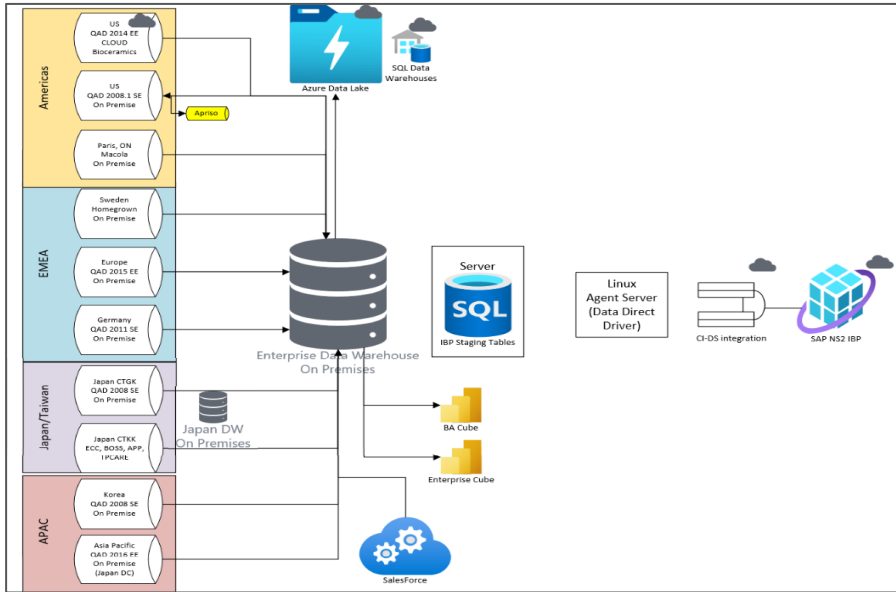 Americas
US
QAD 2014 EE
CLOUD
Bioceramics
US
QAD 2008.1 SE
On Premise
Apriso
Paris, ON
Macola
On Premise
EMEA
Sweden
Homegrown
On Premise
Europe
QAD 2015 EE
On Premise
Germany
QAD 2011 SE
On Premise
Japan/Taiwan
Japan CTGK
QAD 2008 SE
On Premise
Japan CTKK
ECC, BOSS, APP,
TPCARE
Japan DW
On Premises
APAC
Korea
QAD 2008 SE
On Premise
Asia Pacific
QAD 2016 EE
On Premise
(Japan DC)
Azure Data Lake
SQL Data
Warehouses
Enterprise Data Warehouse
On Premises
Server
SQL
IBP Staging Tables
BA Cube
Enterprise Cube
SalesForce
Linux
Agent Server
(Data Direct
Driver)
CI-DS integration
SAP NS2 IBP